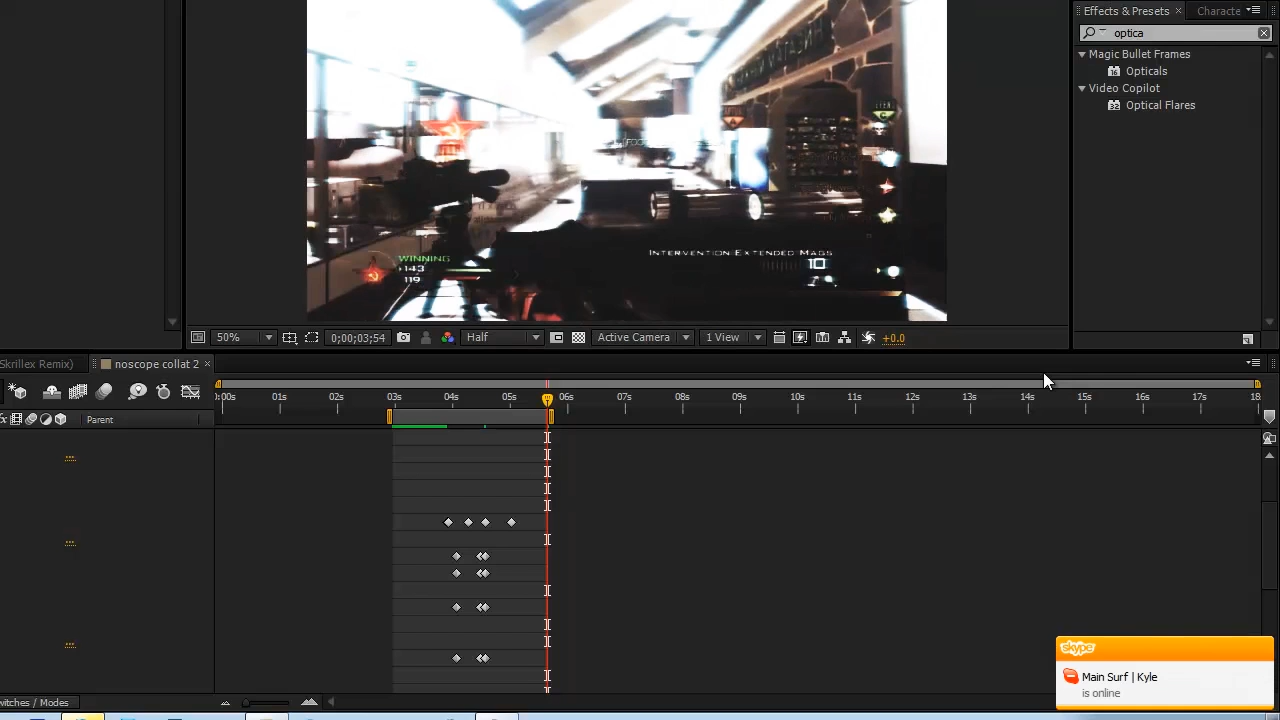 Effects & Presets
Characte
optica
Magic Bullet Frames
Opticals
Video Copilot
Optical Flares
WINNING
143
119
INTERVENTION EXTENDED MAGS
10
50%
0;00;03;54
Half
Active Camera
1 View
+0.0
Skrillex Remix)
noscope collat 2
:00s 01s 02s 03s 04s 05s 06s 07s 08s 09s 10s 11s 12s 13s 14s 15s 16s 17s 18
Parent
witches / Modes
skype
Main Surf | Kyle
is online